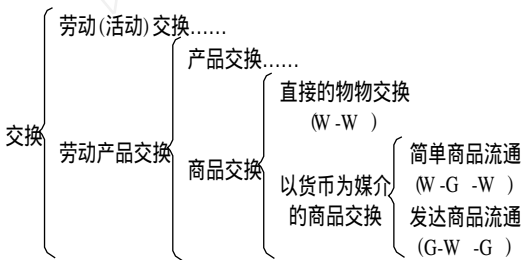 劳动(活动)交换……
产品交换……
直接的物物交换
(W-W )
交换
劳动产品交换
商品交换
简单商品流通
(W-G -W )
以货币为媒介
的商品交换
发达商品流通
(G-W -G )